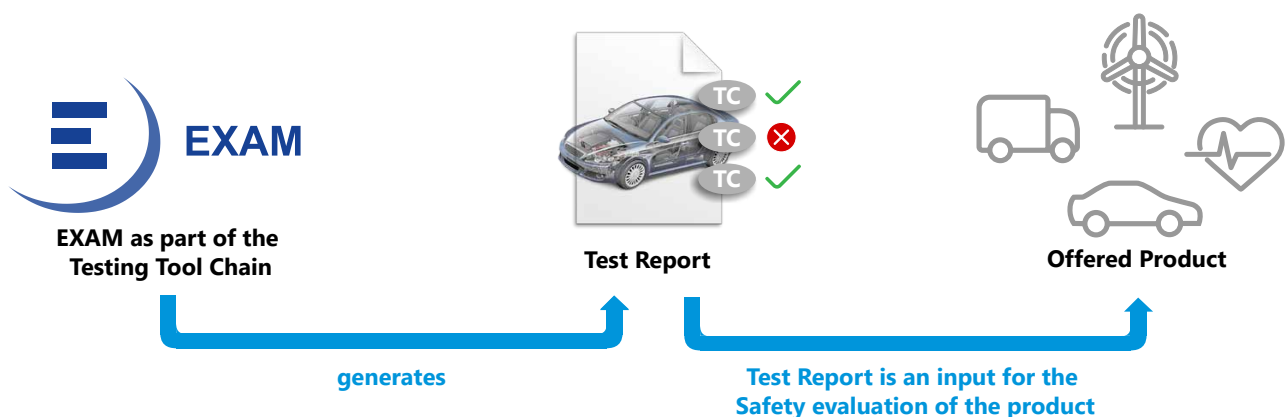 EXAM
EXAM as part of the
Testing Tool Chain
TC
TC
TC
Test Report
Offered Product
generates
Test Report is an input for the
Safety evaluation of the product